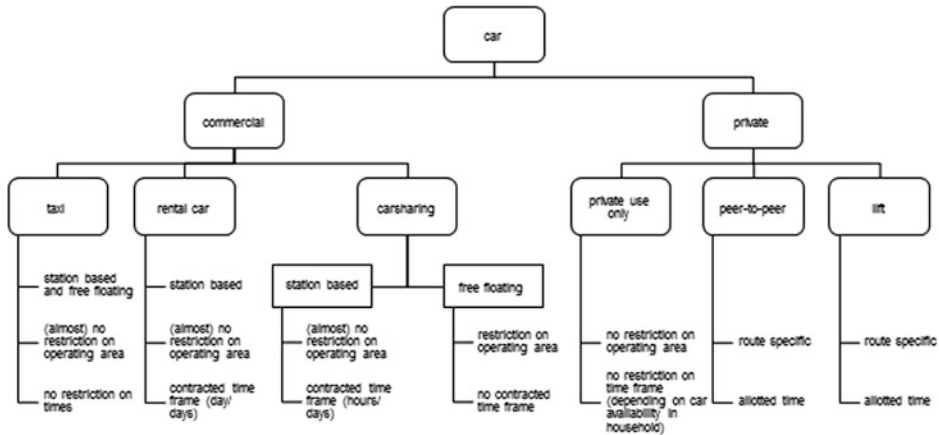 car
commercial
private
taxi
rental car
carsharing
private use
only
peer-to-peer
lift
station based
and free floating
station based
station based
free floating
(almost) no
restriction on
operating area
(almost) no
restriction on
operating area
(almost) no
restriction on
operating area
restriction on
operating area
no restriction on
operating area
route specific
route specific
no restriction on
times
contracted time
frame (day/
days)
contracted time
frame (hours/
days)
no contracted
time frame
no restriction on
time frame
(depending on car
availability in
household)
allotted time
allotted time